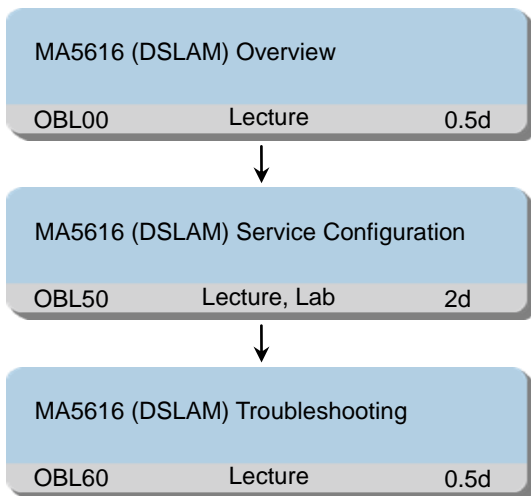 MA5616 (DSLAM) Overview
OBL00 Lecture 0.5d
MA5616 (DSLAM) Service Configuration
OBL50 Lecture, Lab 2d
MA5616 (DSLAM) Troubleshooting
OBL60 Lecture 0.5d